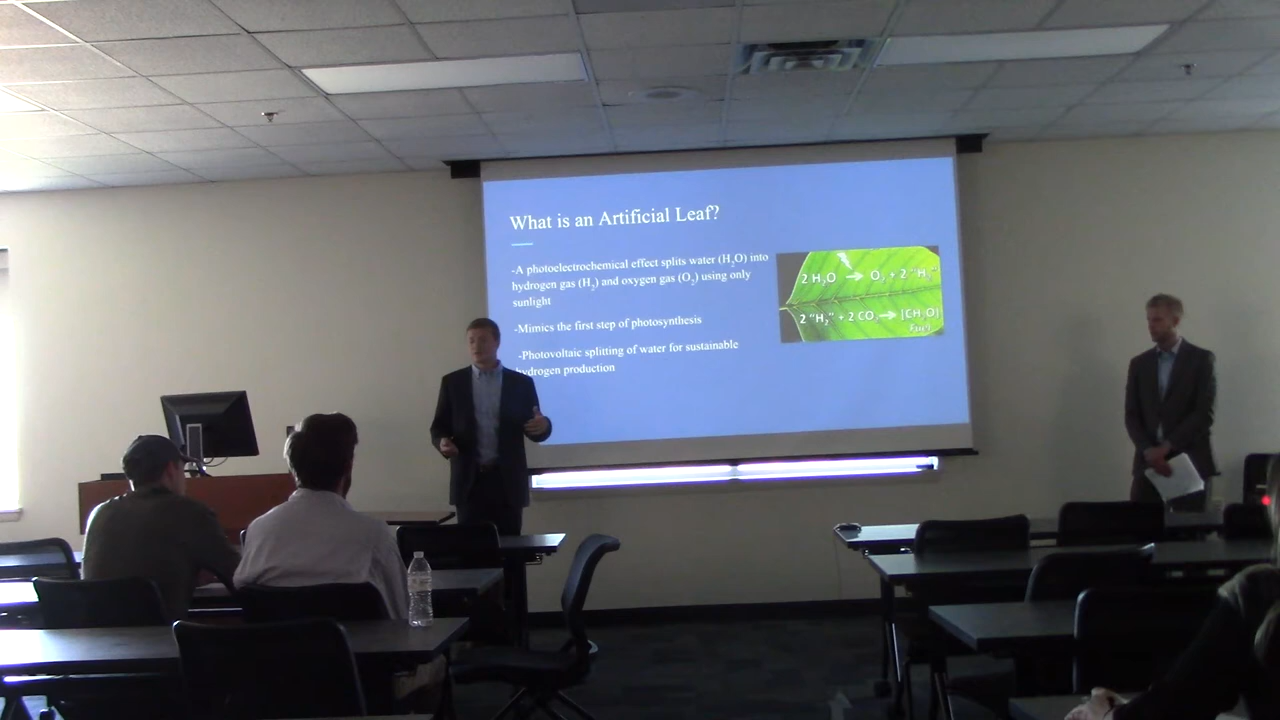 What is an Artificial Leaf?
-A photoelectrochemical effect splits water (H₂O) into
hydrogen gas (H₂) and oxygen gas (O₂) using only
sunlight
-Mimics the first step of photosynthesis
-Photovoltaic splitting of water for sustainable
hydrogen production
2 H₂O → O₂ + 2 "H₂"
2 "H₂" + 2 CO₂ → [CH₂O]
Fuel